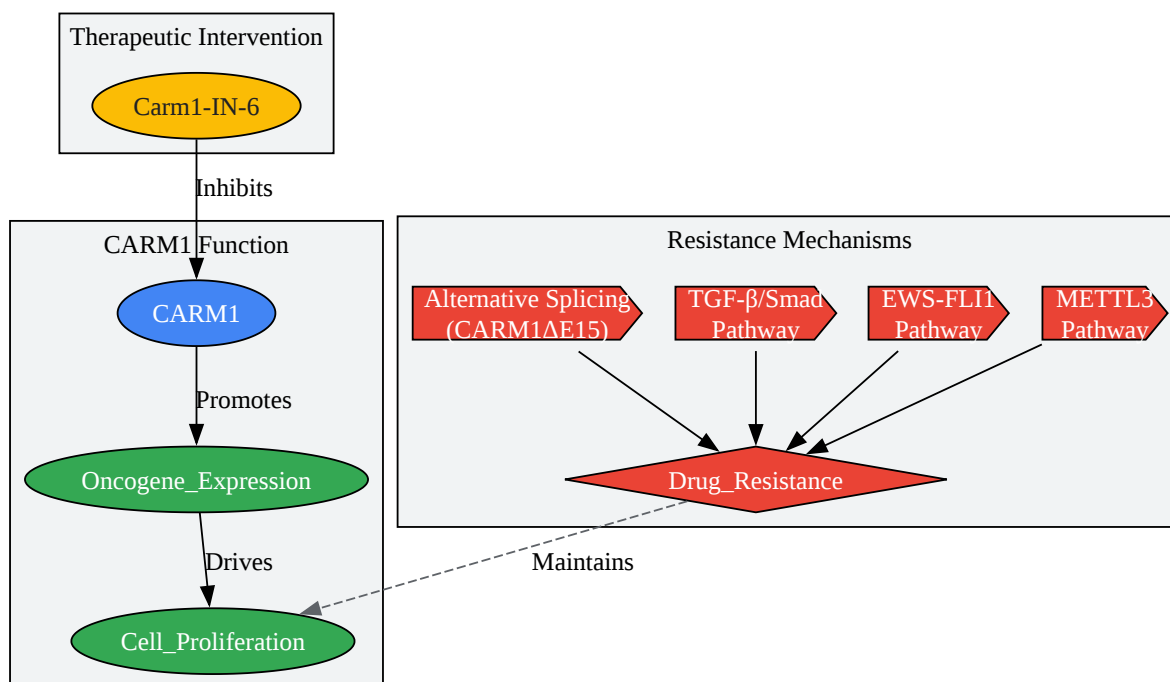 Therapeutic Intervention
Carm1-IN-6
Inhibits
CARM1 Function
CARM1
Promotes
Oncogene_Expression
Drives
Cell_Proliferation
Resistance Mechanisms
Alternative Splicing
(CARM1ΔE15)
TGF-β/Smad
Pathway
EWS-FLI1
Pathway
METTL3
Pathway
Drug_Resistance
Maintains